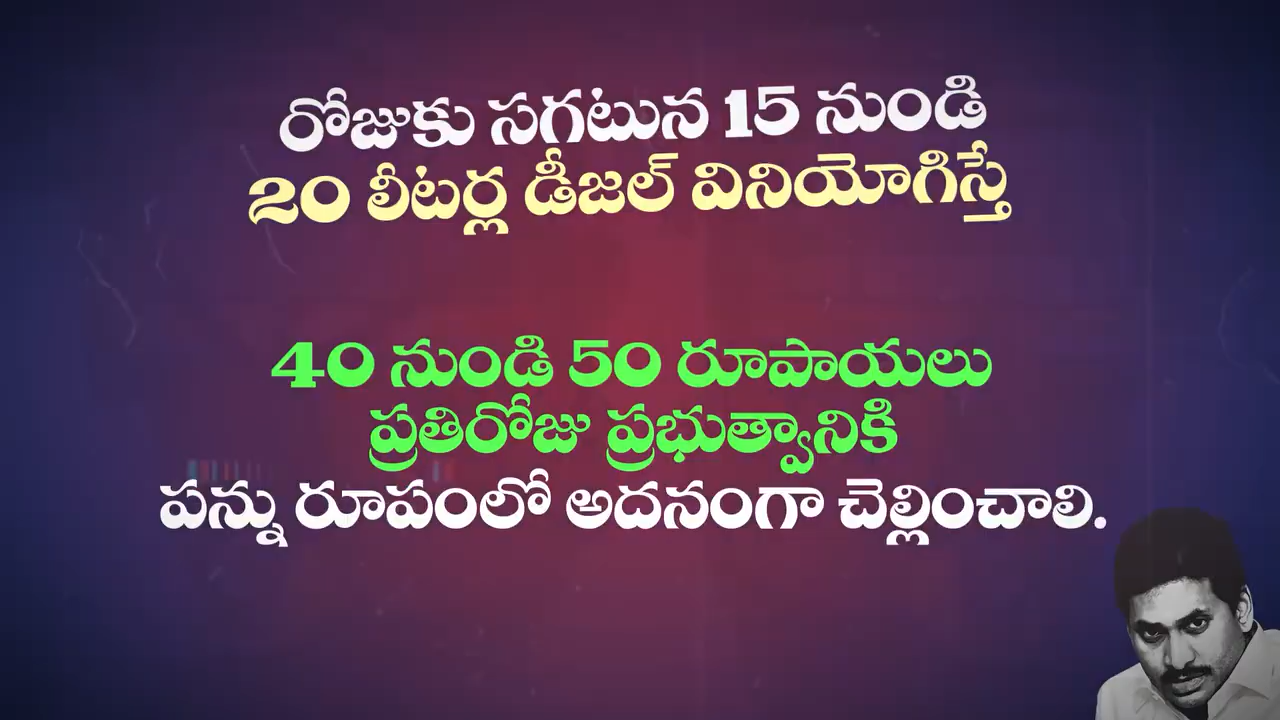 రోజుకు సగటున 15 నుండి
20 లీటర్ల డీజల్ వినియోగిస్తే
40 నుండి 50 రూపాయలు
ప్రతిరోజు ప్రభుత్వానికి
పన్ను రూపంలో అదనంగా చెల్లించాలి.